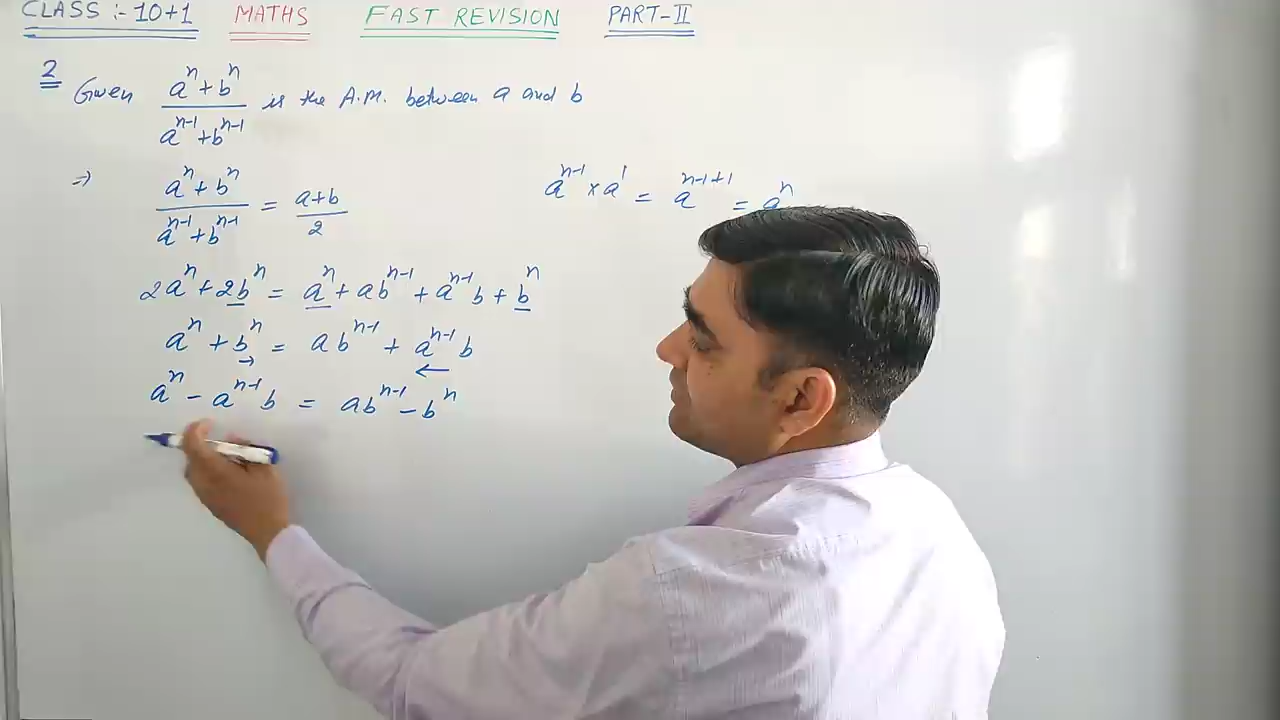 CLASS :- 10+1 MATHS FAST REVISION PART-II
2 Given (a^n + b^n)/(a^(n-1) + b^(n-1)) is the A.M. between a and b
⇒ (a^n + b^n)/(a^(n-1) + b^(n-1)) = (a+b)/2
a^(n-1) × a^1 = a^(n-1+1) = a^n
2a^n + 2b^n = a^n + ab^(n-1) + a^(n-1)b + b^n
a^n + b^n = ab^(n-1) + a^(n-1)b
a^n - a^(n-1)b = ab^(n-1) - b^n